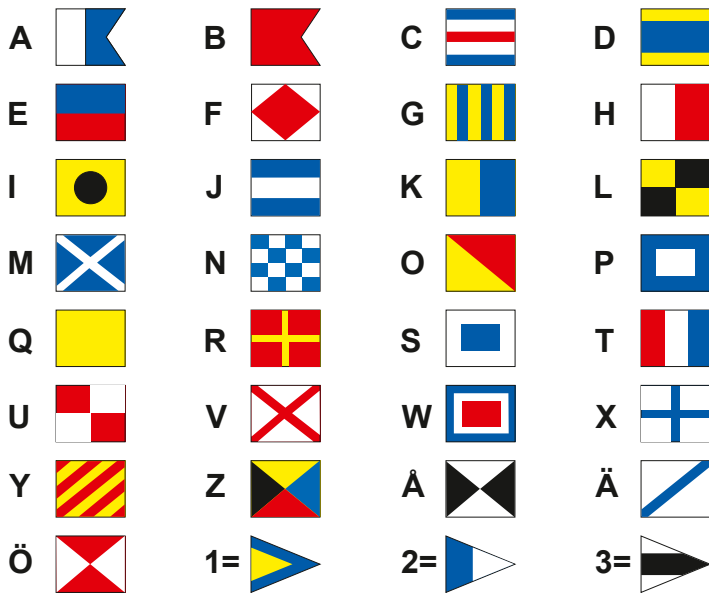 A B C D
E F G H
I J K L
M N O P
Q R S T
U V W X
Y Z Å Ä
Ö 1= 2= 3=